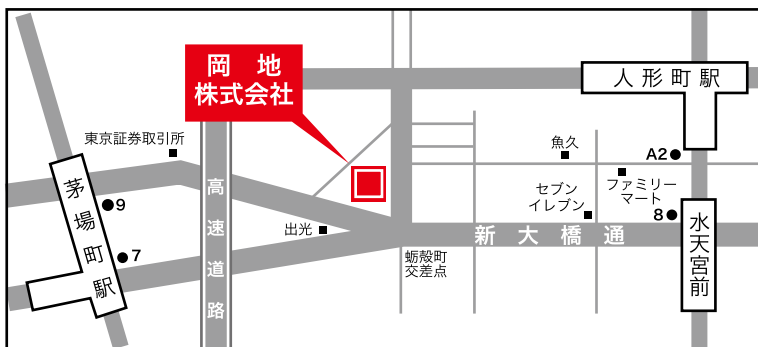 岡地
株式会社
人形町駅
東京証券取引所
魚久
A2
茅場町駅
高速道路
ファミリー
マート
セブン
イレブン
9
8
水天宮前
出光
新大橋通
7
蛎殻町
交差点